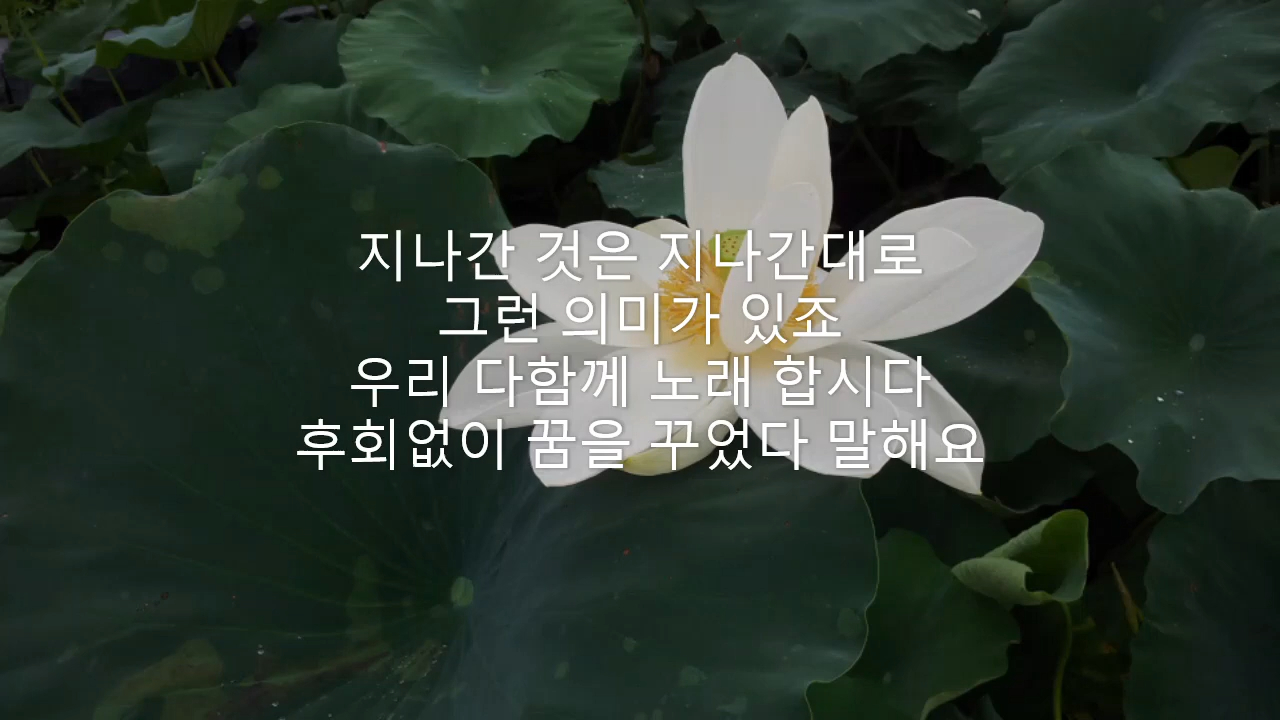 지나간 것은 지나간대로
그런 의미가 있죠
우리 다함께 노래 합시다
후회없이 꿈을 꾸었다 말해요